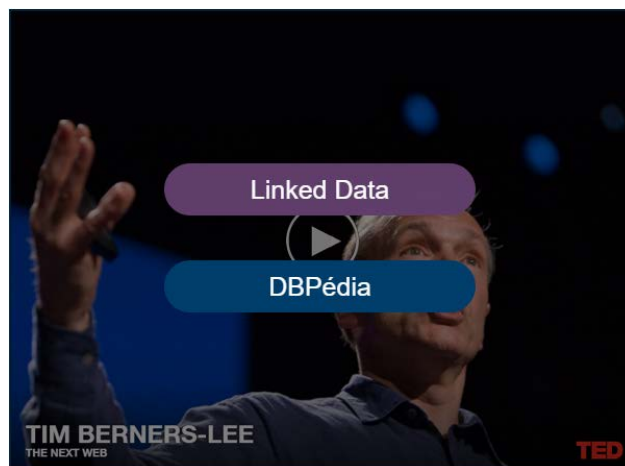 Linked Data
DBPédia
TIM BERNERS-LEE
THE NEXT WEB
TED